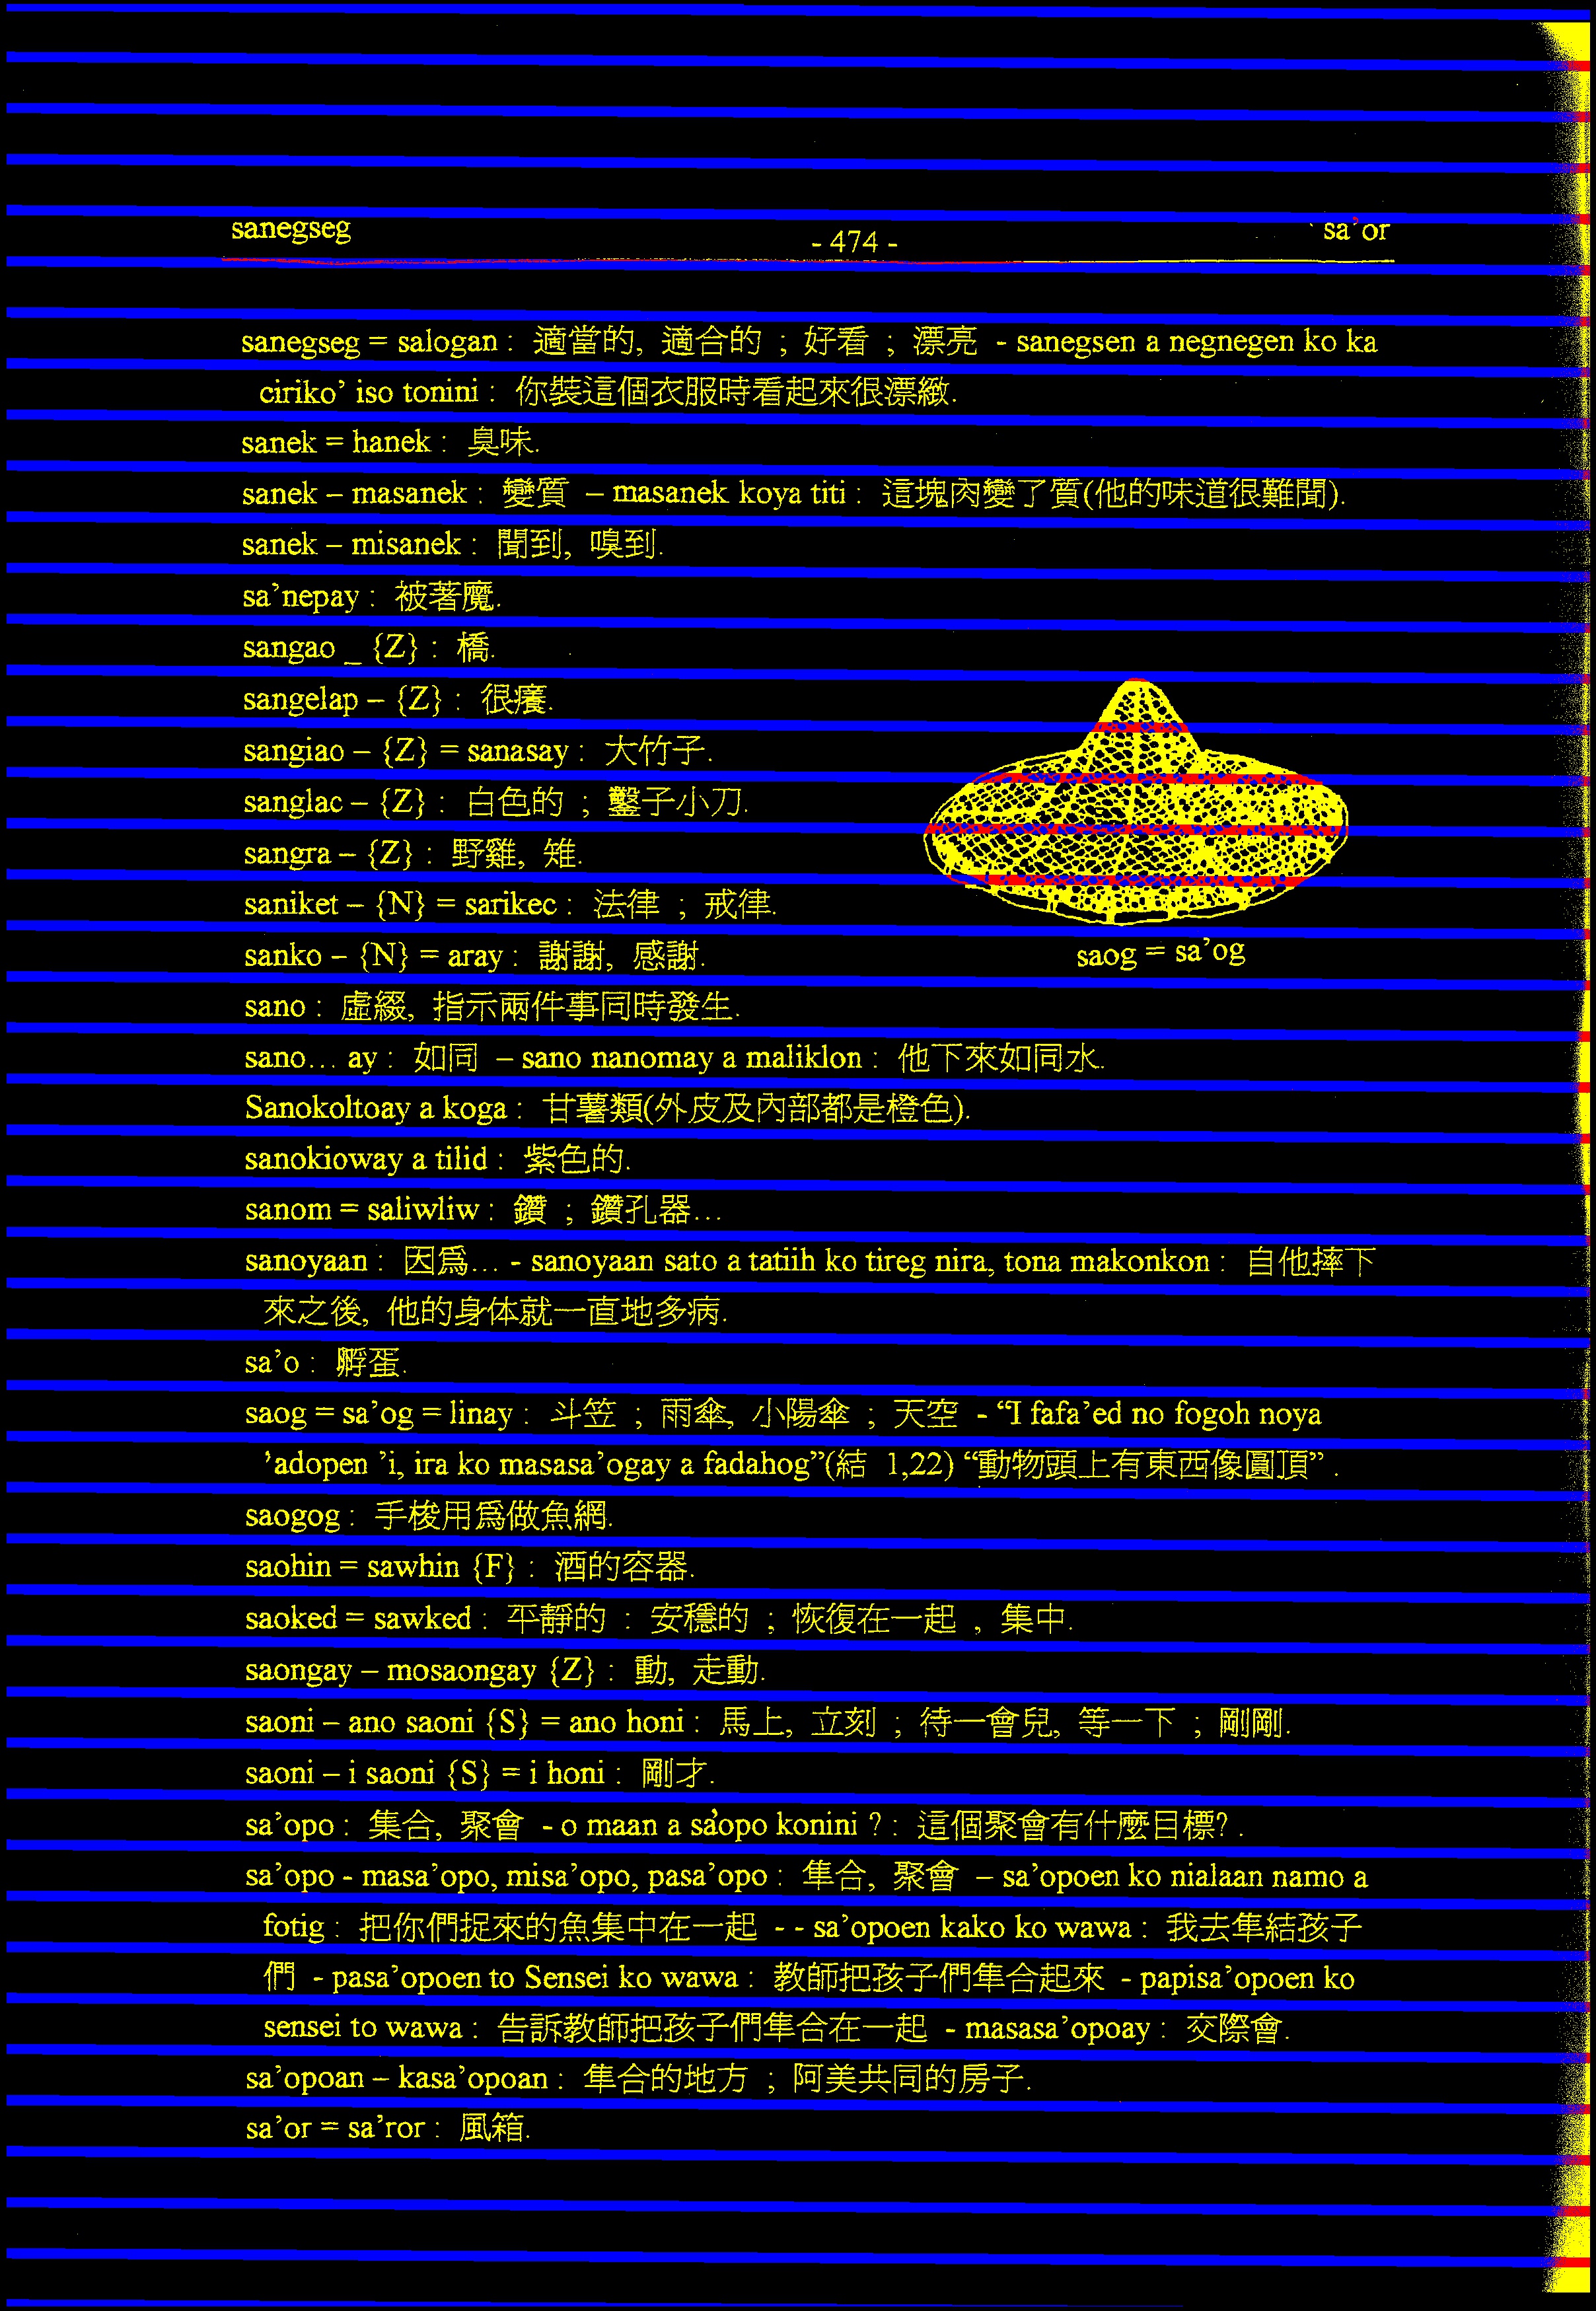 sanegseg - 474 - sa’or
sanegseg = salogan : 適當的, 適合的 ; 好看 ; 漂亮 - sanegsen a negnegen ko ka
ciriko’ iso tonini : 你裝這個衣服時看起來很漂緻.
sanek = hanek : 臭味.
sanek – masanek : 變質 – masanek koya titi : 這塊肉變了質(他的味道很難聞).
sanek – misanek : 聞到, 嗅到.
sa’nepay : 被著魔.
sangao _ {Z} : 橋.
sangelap – {Z} : 很癢.
sangiao – {Z} = sanasay : 大竹子.
sanglac – {Z} : 白色的 ; 鑿子小刀.
sangra – {Z} : 野雞, 雉.
saniket – {N} = sarikec : 法律 ; 戒律.
sanko – {N} = aray : 謝謝, 感謝.
saog = sa’og
sano : 虛綴, 指示兩件事同時發生.
sano... ay : 如同 – sano nanomay a maliklon : 他下來如同水.
Sanokoltoay a koga : 甘薯類(外皮及內部都是橙色).
sanokioway a tilid : 紫色的.
sanom = saliwliw : 鑽 ; 鑽孔器...
sanoyaan : 因爲... - sanoyaan sato a tatiih ko tireg nira, tona makonkon : 自他摔下
來之後, 他的身体就一直地多病.
sa’o : 孵蛋.
saog = sa’og = linay : 斗笠 ; 雨傘, 小陽傘 ; 天空 - “I fafa’ed no fogoh noya
’adopen ’i, ira ko masasa’ogay a fadahog”(結 1,22) “動物頭上有東西像圓頂” .
saogog : 手梭用爲做魚網.
saohin = sawhin {F} : 酒的容器.
saoked = sawked : 平靜的 : 安穩的 ; 恢復在一起 , 集中.
saongay – mosaongay {Z} : 動, 走動.
saoni – ano saoni {S} = ano honi : 馬上, 立刻 ; 待一會兒, 等一下 ; 剛剛.
saoni – i saoni {S} = i honi : 剛才.
sa’opo : 集合, 聚會 - o maan a sa’opo konini ? : 這個聚會有什麼目標? .
sa’opo - masa’opo, misa’opo, pasa’opo : 隼合, 聚會 – sa’opoen ko nialaan namo a
fotig : 把你們捉來的魚集中在一起 - - sa’opoen kako ko wawa : 我去隼結孩子
們 - pasa’opoen to Sensei ko wawa : 教師把孩子們隼合起來 - papisa’opoen ko
sensei to wawa : 告訴教師把孩子們隼合在一起 - masasa’opoay : 交際會.
sa’opoan – kasa’opoan : 隼合的地方 ; 阿美共同的房子.
sa’or = sa’ror : 風箱.